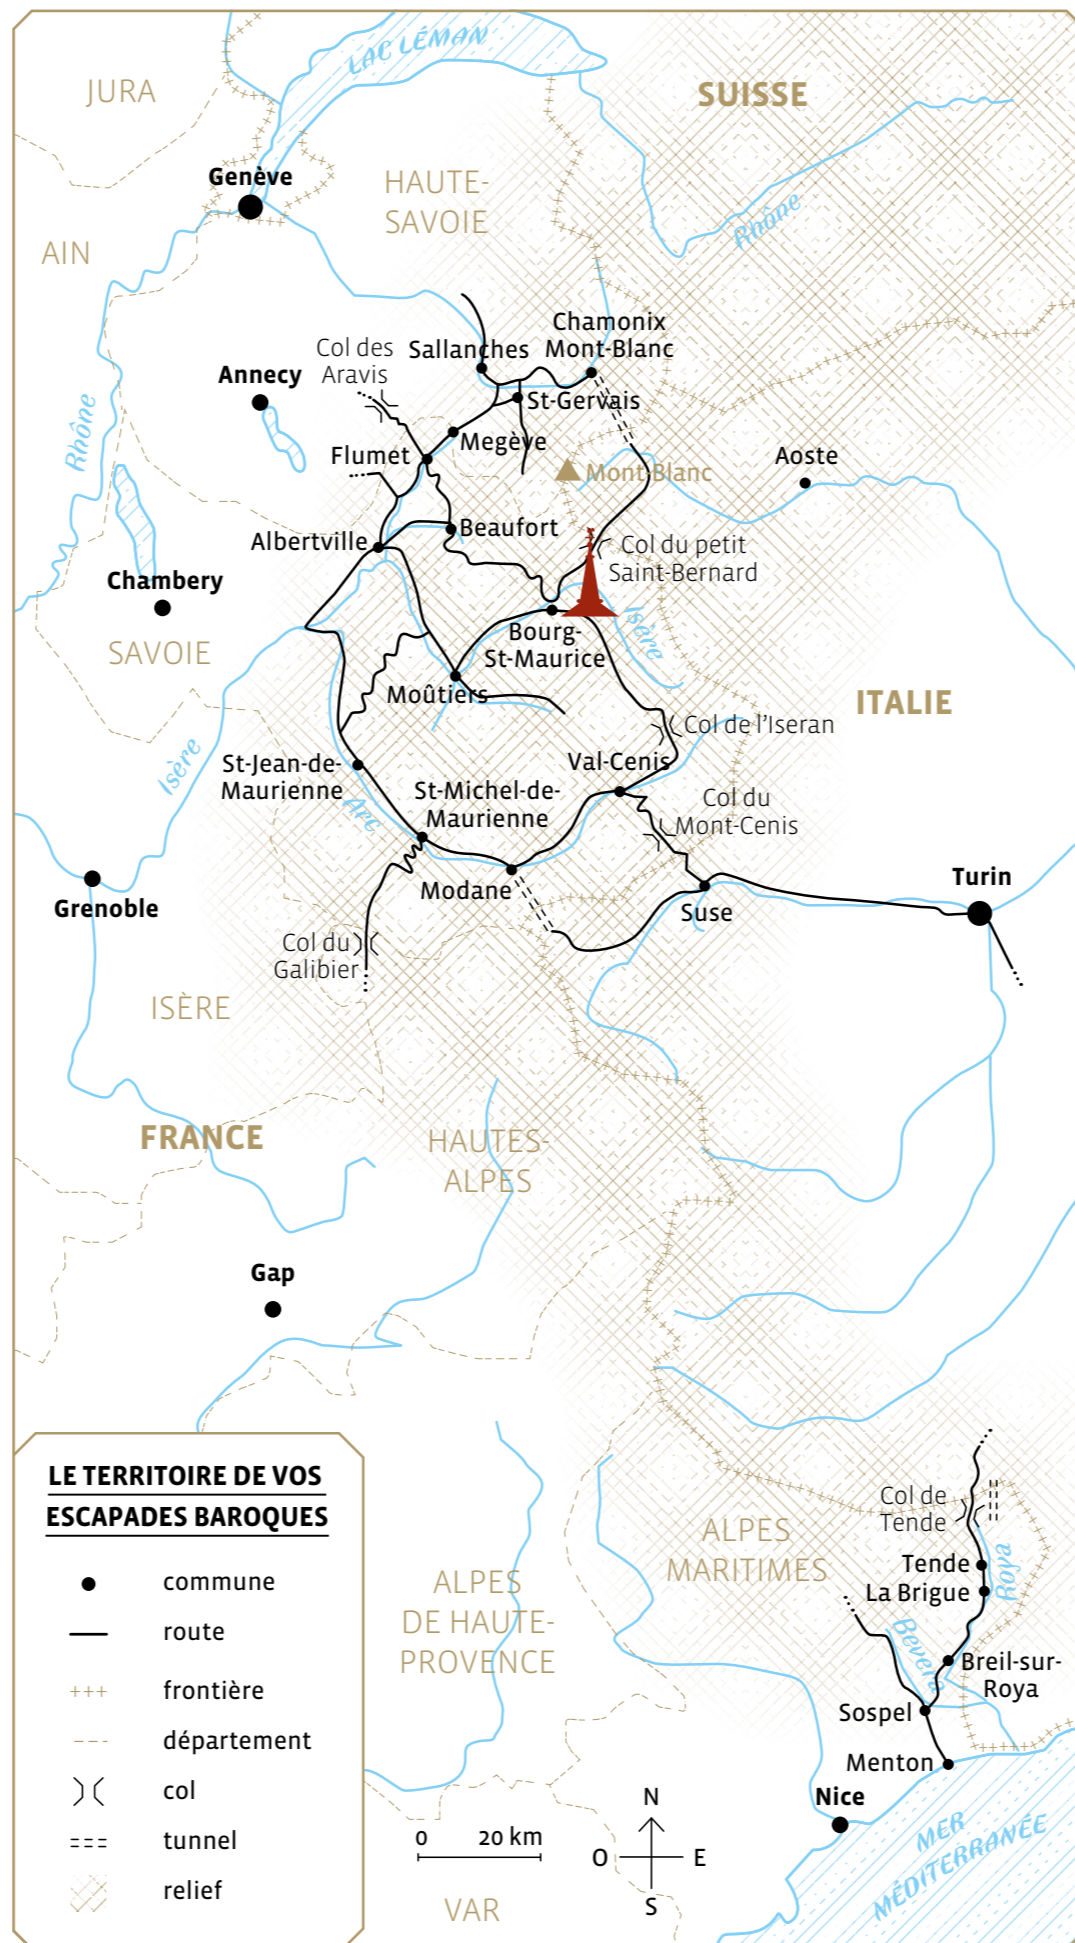 LAC LÉMAN
JURA
SUISSE
Genève
HAUTE-
SAVOIE
Rhône
AIN
Chamonix
Mont-Blanc
Col des
Aravis
Sallanches
Annecy
St-Gervais
Rhône
Megève
Flumet
Mont-Blanc
Aoste
Beaufort
Albertville
Col du petit
Saint-Bernard
Chambery
Isère
Bourg-
St-Maurice
SAVOIE
Moûtiers
ITALIE
Col de l'Iseran
Isère
St-Jean-de-
Maurienne
Val-Cenis
Arc
St-Michel-de-
Maurienne
Col du
Mont-Cenis
Modane
Turin
Grenoble
Suse
Col du
Galibier
ISÈRE
FRANCE
HAUTES-
ALPES
Gap
LE TERRITOIRE DE VOS
ESCAPADES BAROQUES
commune
route
frontière
département
col
tunnel
relief
Col de
Tende
ALPES
MARITIMES
Tende
La Brigue
Roya
ALPES
DE HAUTE-
PROVENCE
Bevera
Breil-sur-
Roya
Sospel
Menton
Nice
MER
MÉDITERRANÉE
0 20 km
N
O E
S
VAR